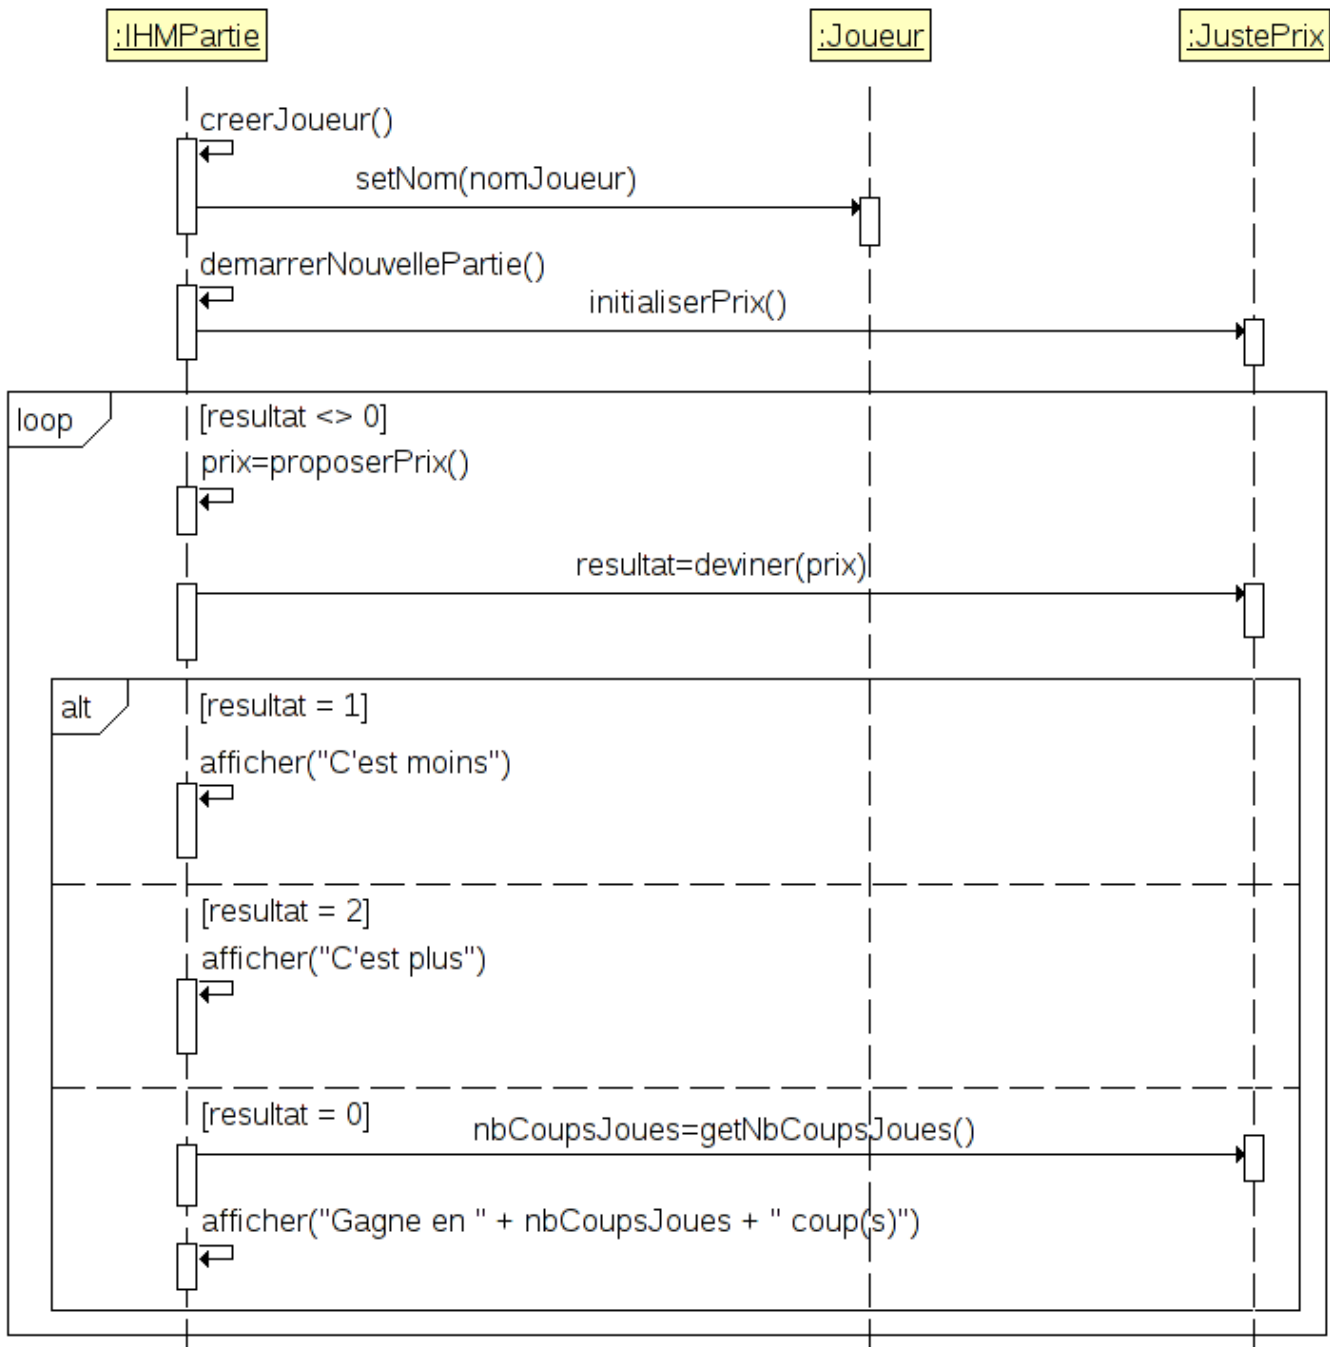 :IHMPartie
:Joueur
:JustePrix
creerJoueur()
setNom(nomJoueur)
demarrerNouvellePartie()
initialiserPrix()
loop
[resultat <> 0]
prix=proposerPrix()
resultat=deviner(prix)
alt
[resultat = 1]
afficher("C'est moins")
[resultat = 2]
afficher("C'est plus")
[resultat = 0]
nbCoupsJoues=getNbCoupsJoues()
afficher("Gagne en " + nbCoupsJoues + " coup(s)")